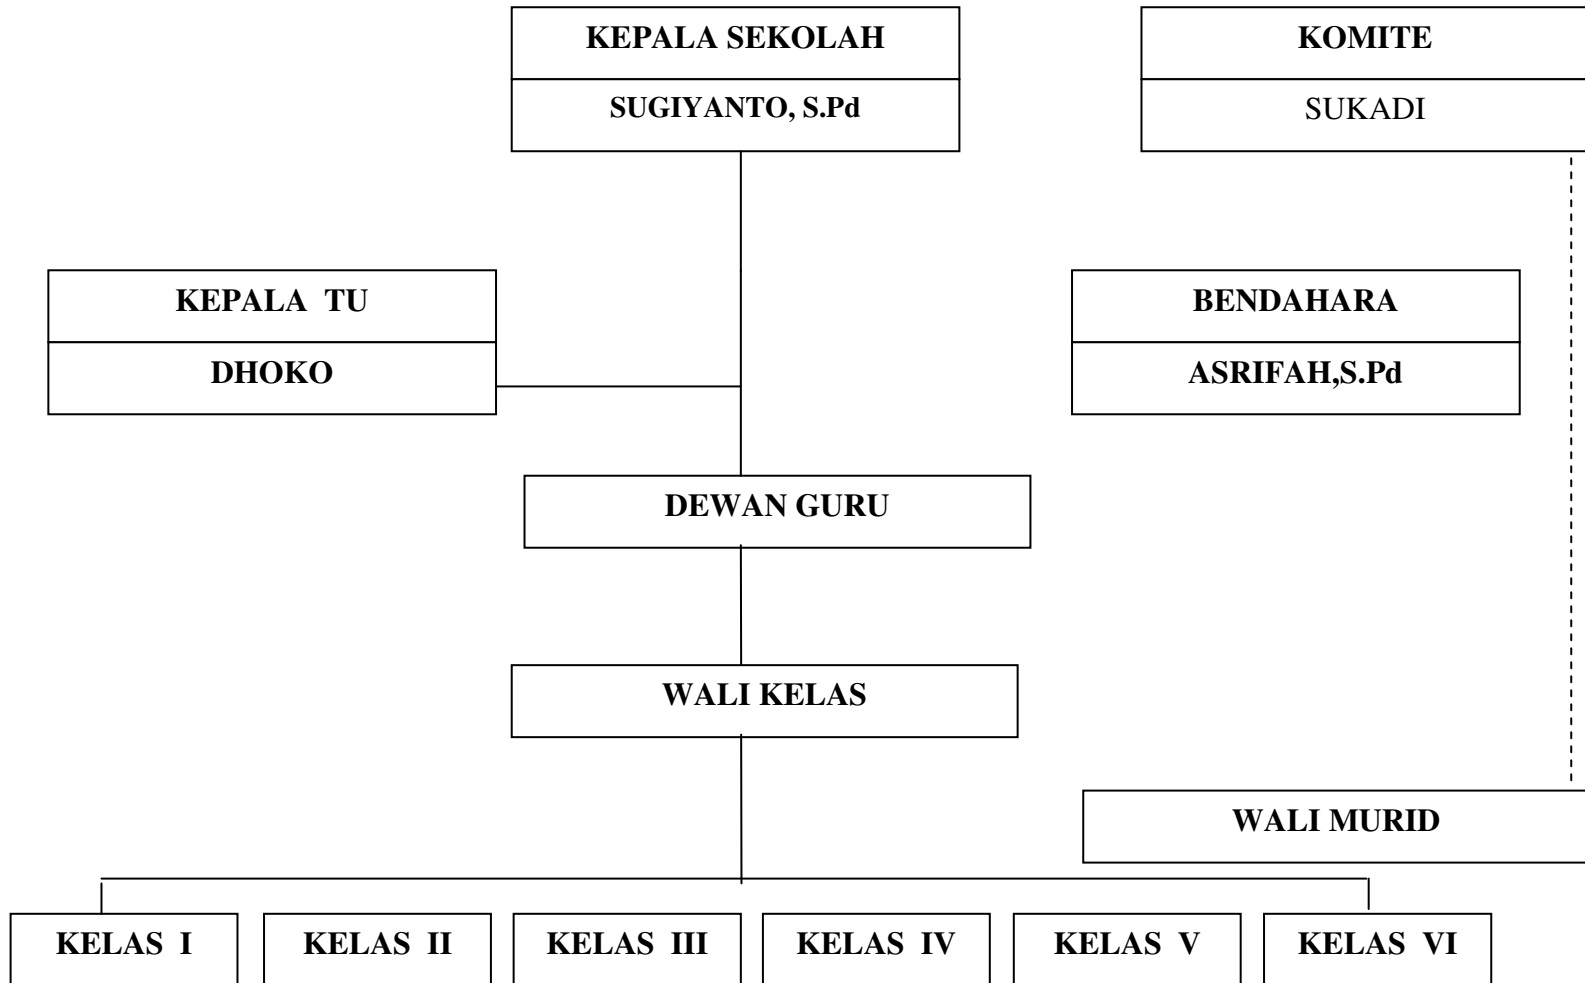 KEPALA SEKOLAH
KOMITE
SUGIYANTO, S.Pd
SUKADI
KEPALA  TU
BENDAHARA
DHOKO
ASRIFAH,S.Pd
DEWAN GURU
WALI KELAS
WALI MURID
KELAS  I
KELAS  II
KELAS  III
KELAS  IV
KELAS  V
KELAS  VI